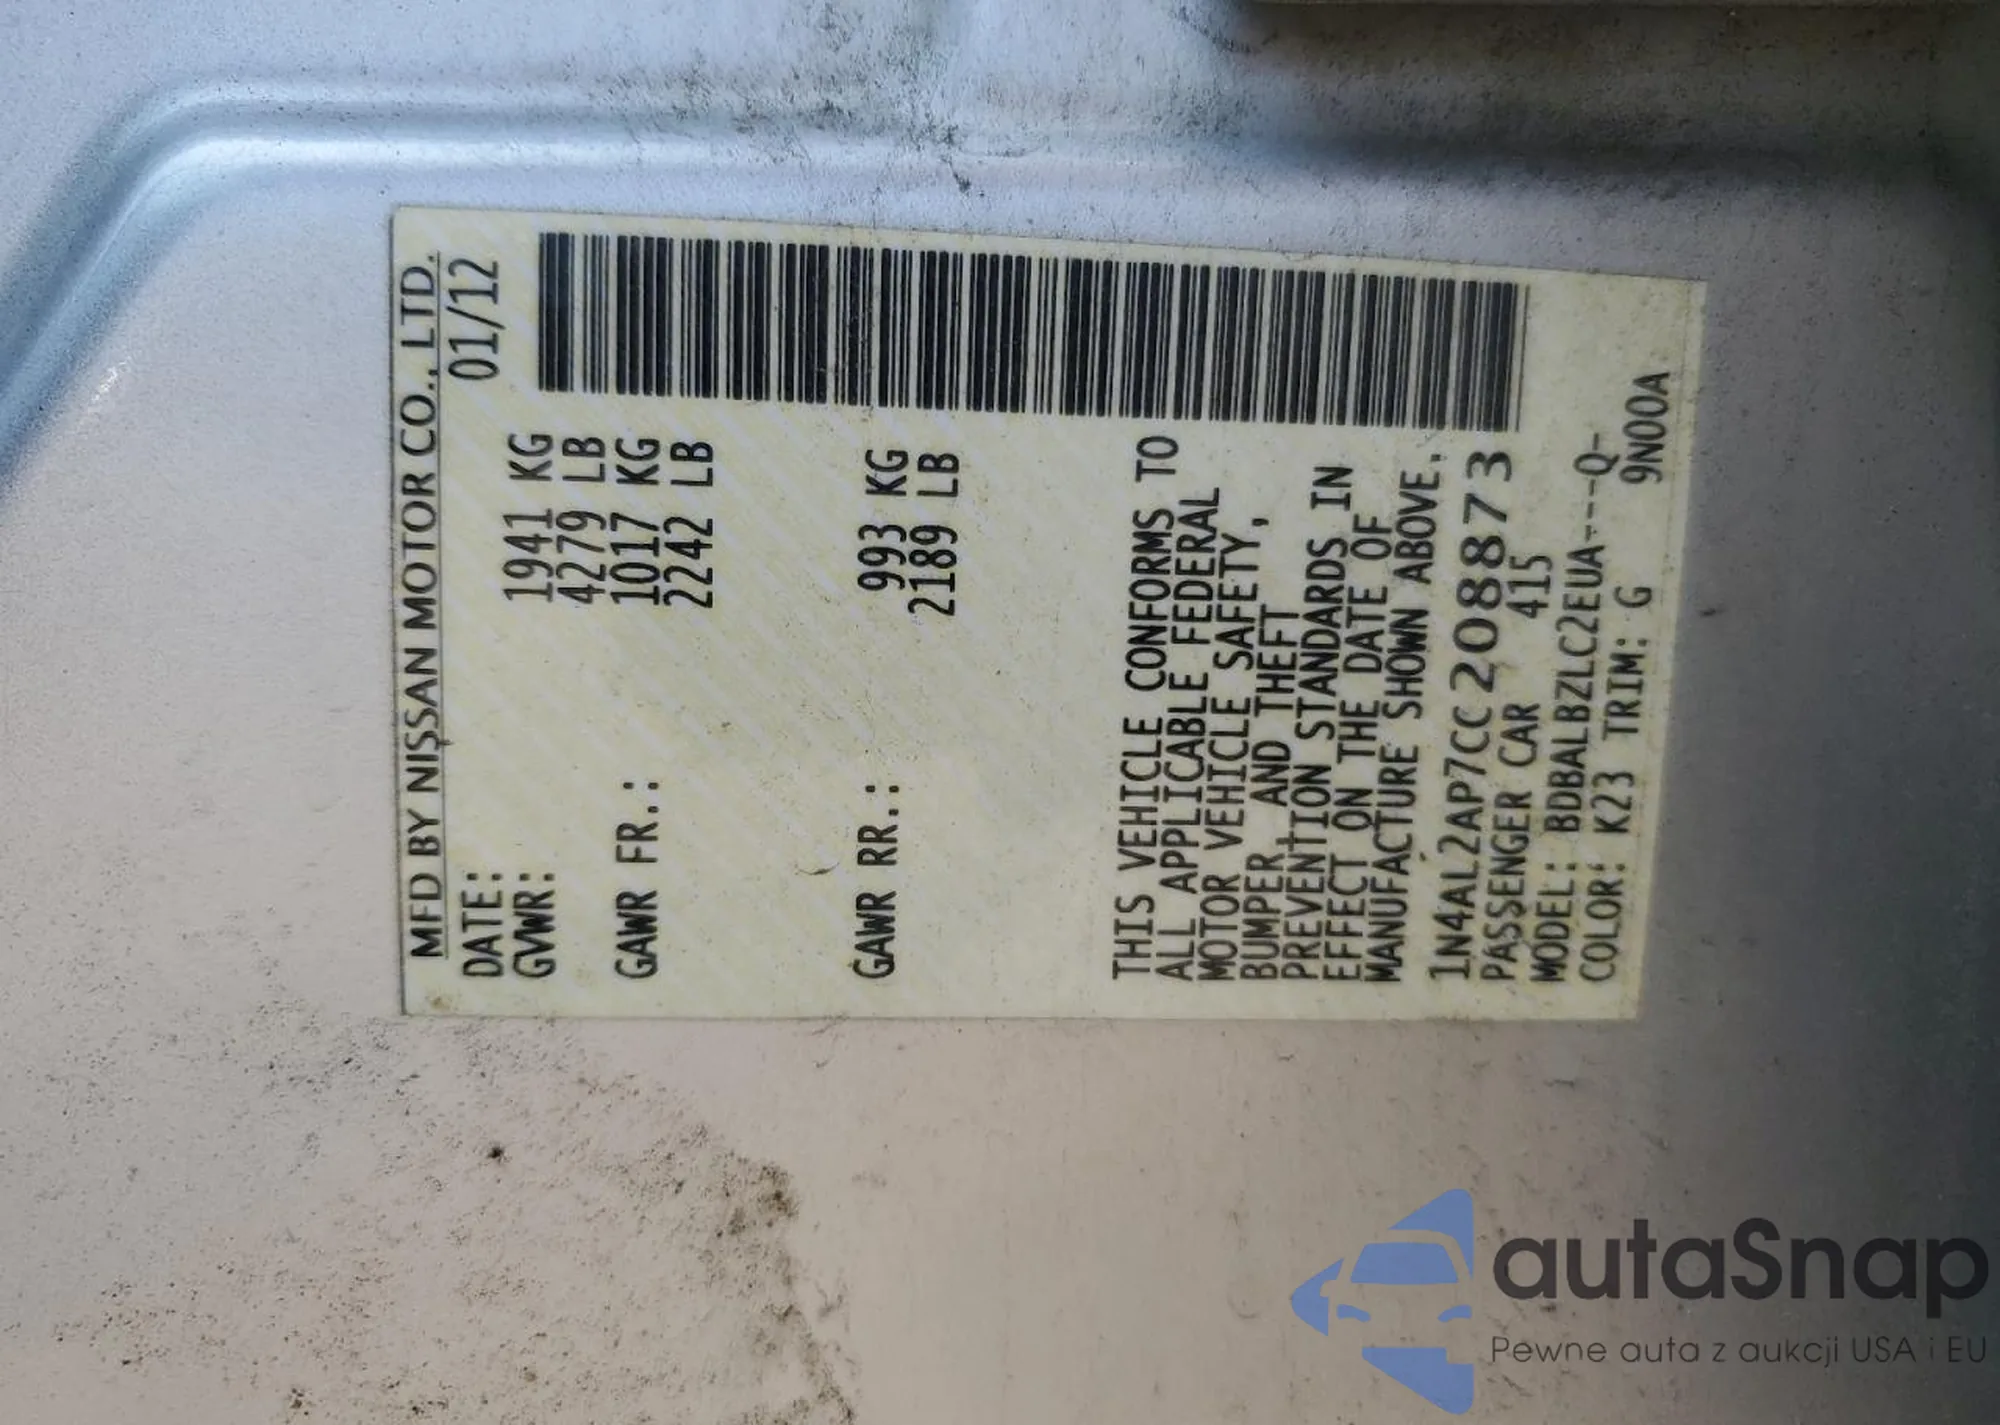 MFD BY NISSAN MOTOR CO., LTD.
DATE: 01/12
GVWR: 1941 KG
4279 LB
GAWR FR.: 1017 KG
2242 LB
GAWR RR.: 993 KG
2189 LB
THIS VEHICLE CONFORMS TO
ALL APPLICABLE FEDERAL
MOTOR VEHICLE SAFETY,
BUMPER, AND THEFT
PREVENTION STANDARDS IN
EFFECT ON THE DATE OF
MANUFACTURE SHOWN ABOVE.
1N4AL2AP7CC208873
PASSENGER CAR 415
MODEL: BDBALBZLC2EUA---Q-
COLOR: K23 TRIM: G 9N00A
autaSnap
Pewne auta z aukcji USA i EU